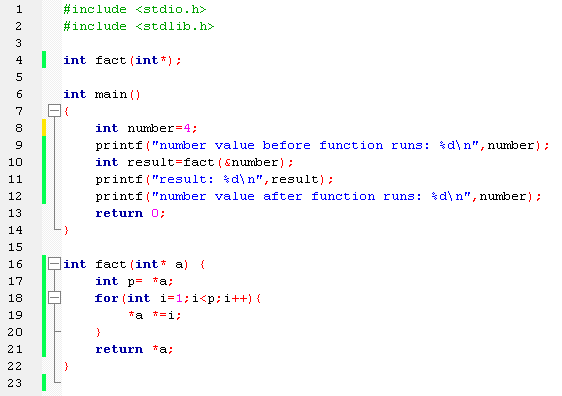 1 #include <stdio.h>
2 #include <stdlib.h>
3
4 int fact(int*);
5
6 int main()
7 {
8     int number=4;
9     printf("number value before function runs: %d\n",number);
10     int result=fact(&number);
11     printf("result: %d\n",result);
12     printf("number value after function runs: %d\n",number);
13     return 0;
14 }
15
16 int fact(int* a) {
17     int p= *a;
18     for(int i=1;i<p;i++){
19         *a *=i;
20     }
21     return *a;
22 }
23